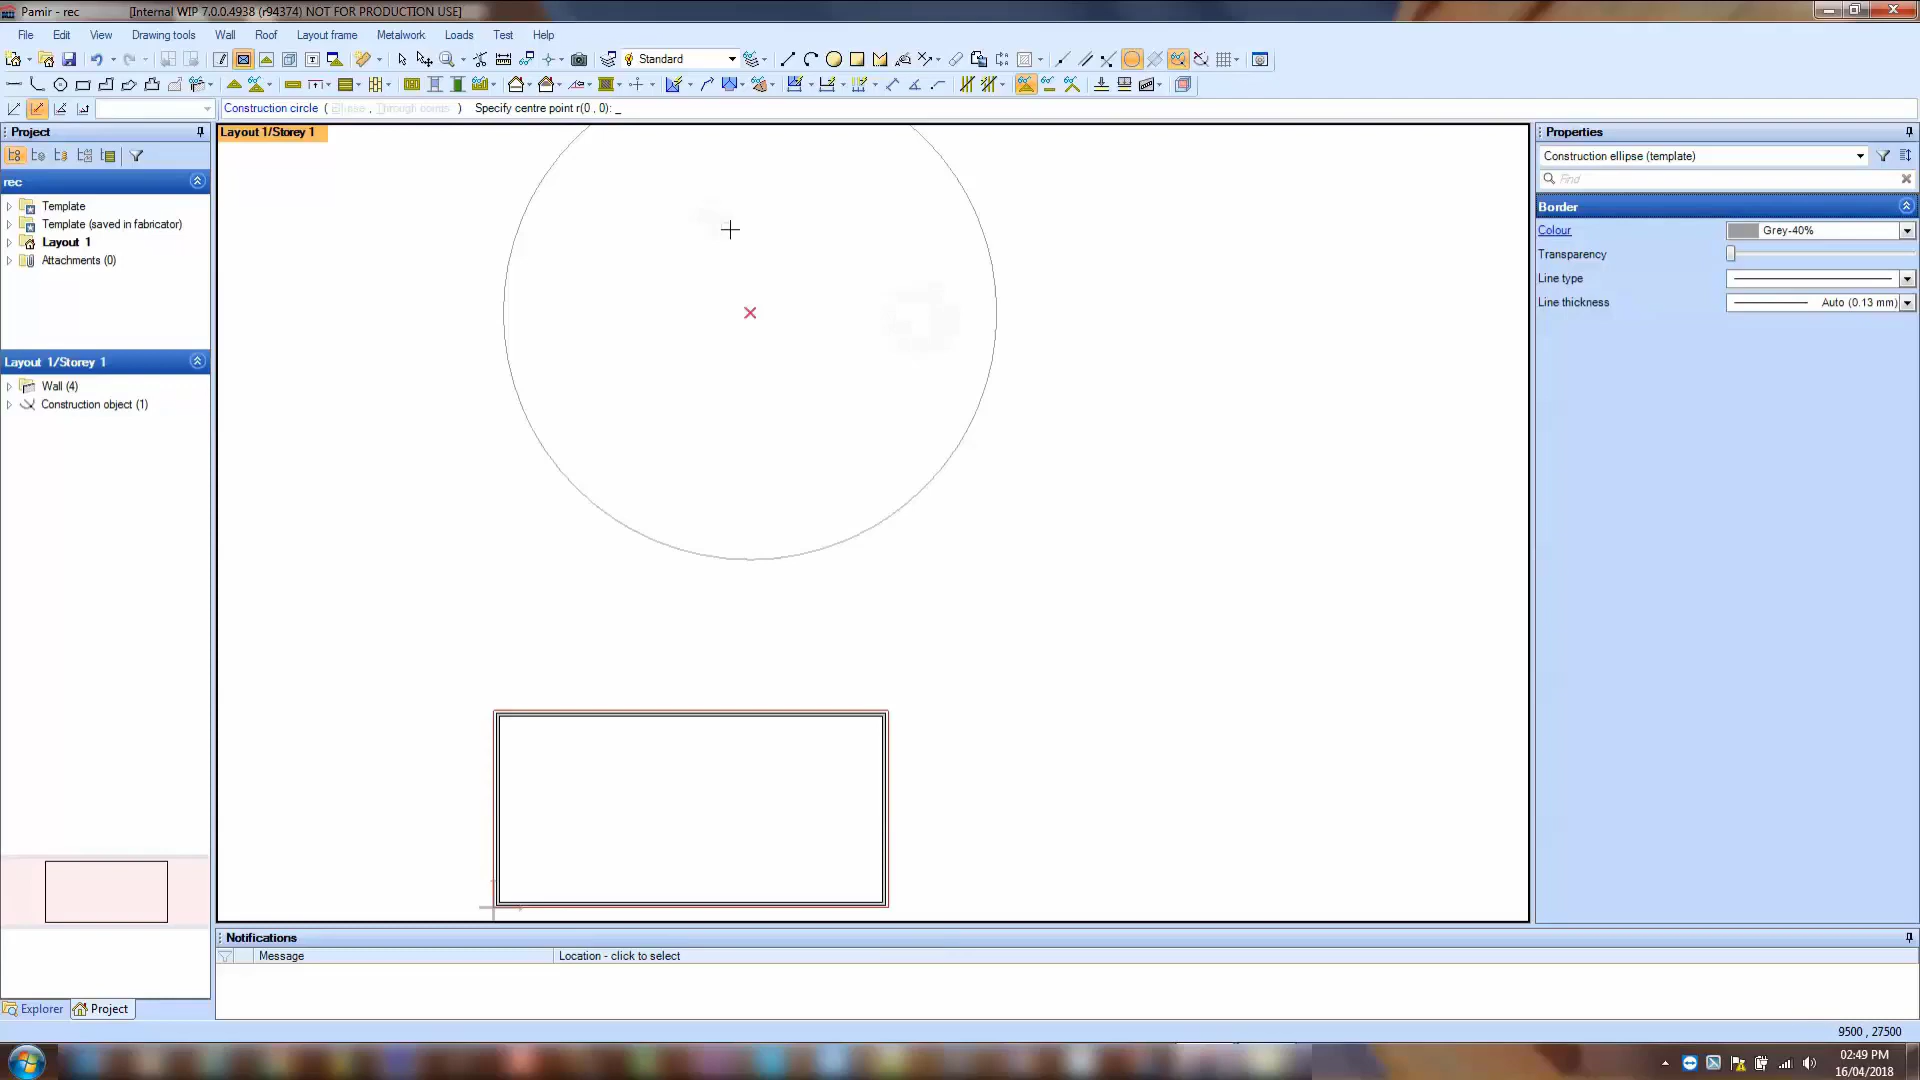 Pamir - rec [Internal WIP 7.0.0.4938 (r94374) NOT FOR PRODUCTION USE]
File Edit View Drawing tools Wall Roof Layout frame Metalwork Loads Test Help
Standard
Construction circle ( Ellipse , Through points ) Specify centre point r(0 , 0): _
Project
rec
Template
Template (saved in fabricator)
Layout 1
Attachments (0)
Layout 1/Storey 1
Wall (4)
Construction object (1)
Explorer Project
Layout 1/Storey 1
Notifications
Message Location - click to select
Properties
Construction ellipse (template)
Find
Border
Colour Grey-40%
Transparency
Line type
Line thickness Auto (0.13 mm)
9500 , 27500
02:49 PM
16/04/2018